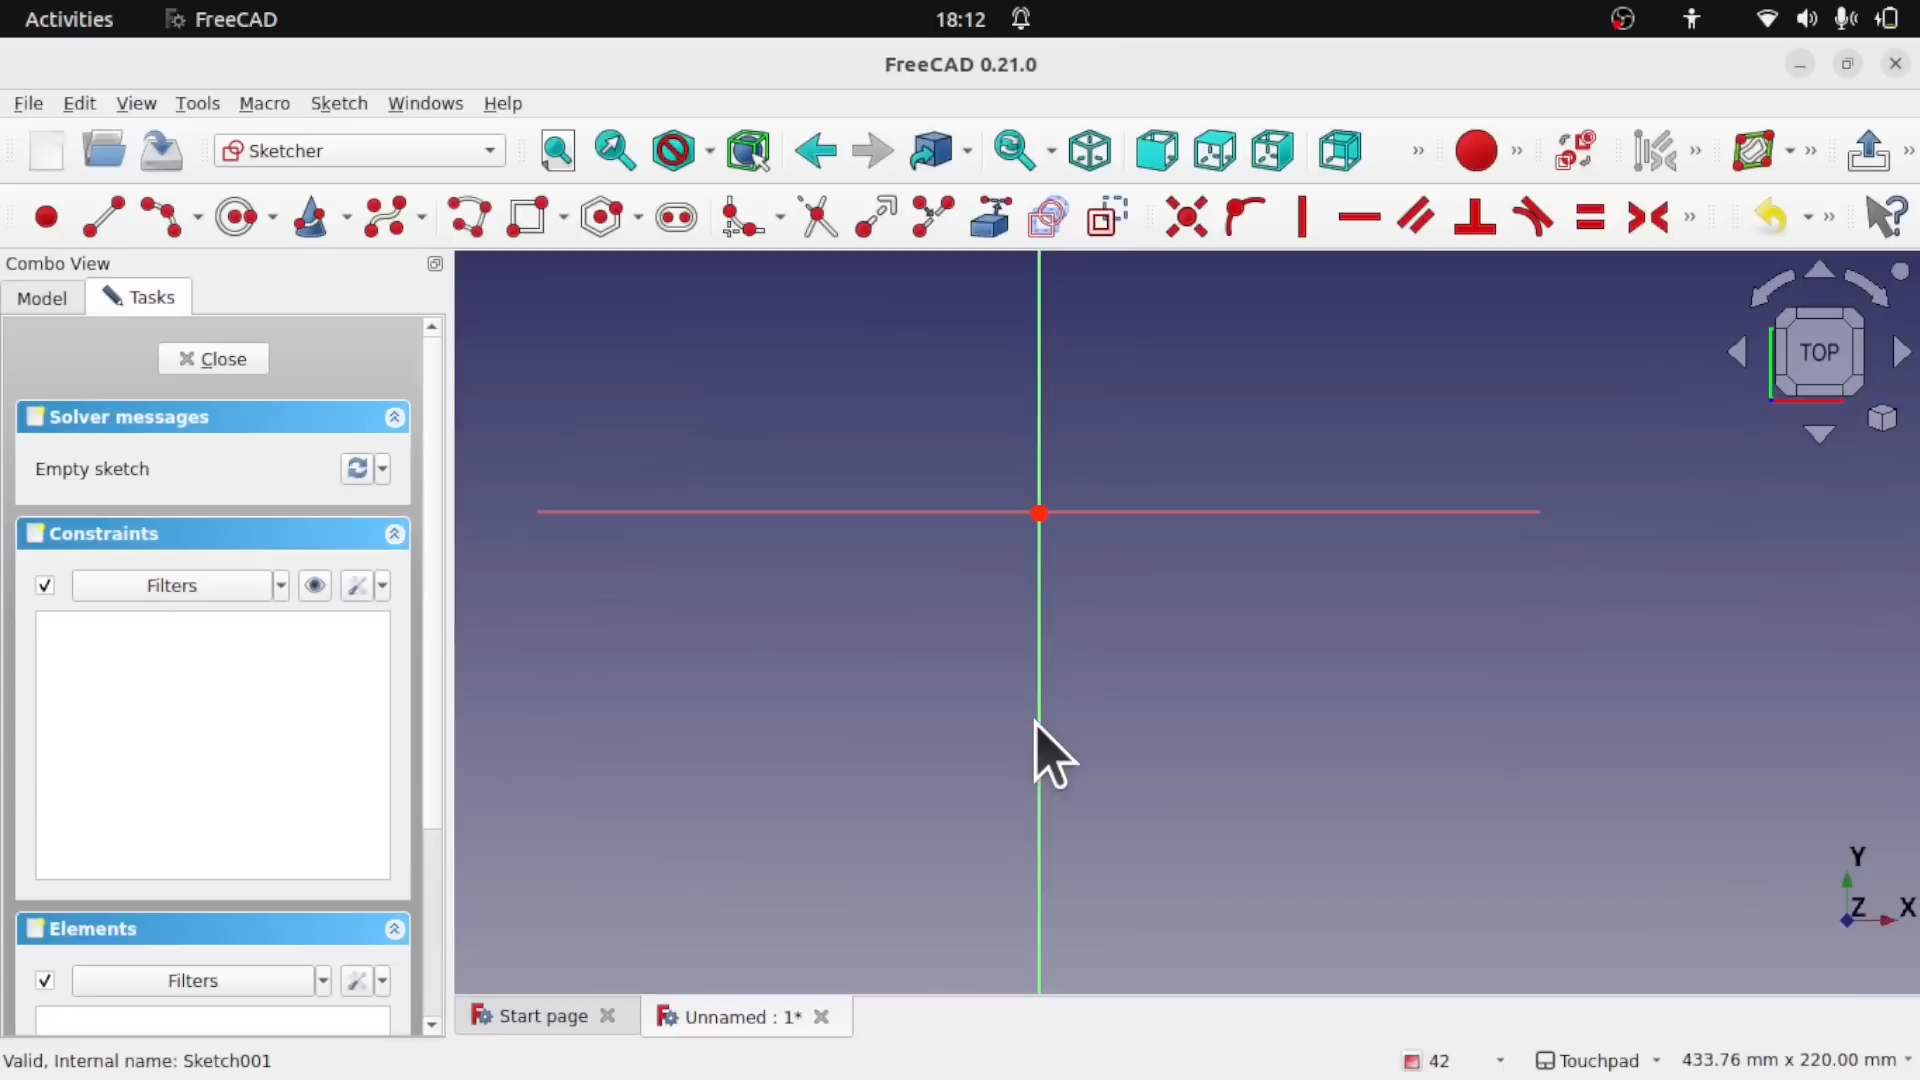 Activities FreeCAD 18:12
FreeCAD 0.21.0
File Edit View Tools Macro Sketch Windows Help
Sketcher
Combo View
Model Tasks
TOP
Close
Solver messages
Empty sketch
Constraints
Filters
Elements
Filters
Y
Z X
Start page Unnamed : 1*
Valid, Internal name: Sketch001 42 Touchpad 433.76 mm x 220.00 mm